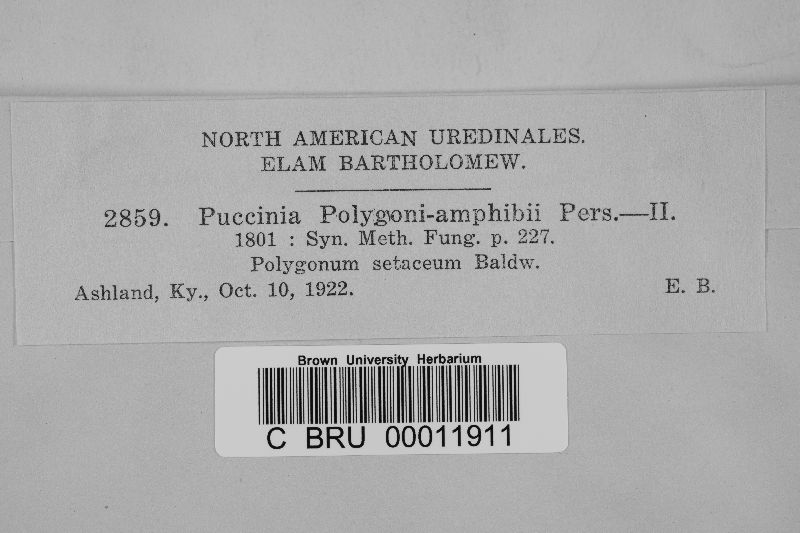 NORTH AMERICAN UREDINALES.
ELAM BARTHOLOMEW.
2859. Puccinia Polygoni-amphibii Pers.—II.
1801 : Syn. Meth. Fung. p. 227.
Polygonum setaceum Baldw.
Ashland, Ky., Oct. 10, 1922. E. B.
Brown University Herbarium
C BRU 00011911